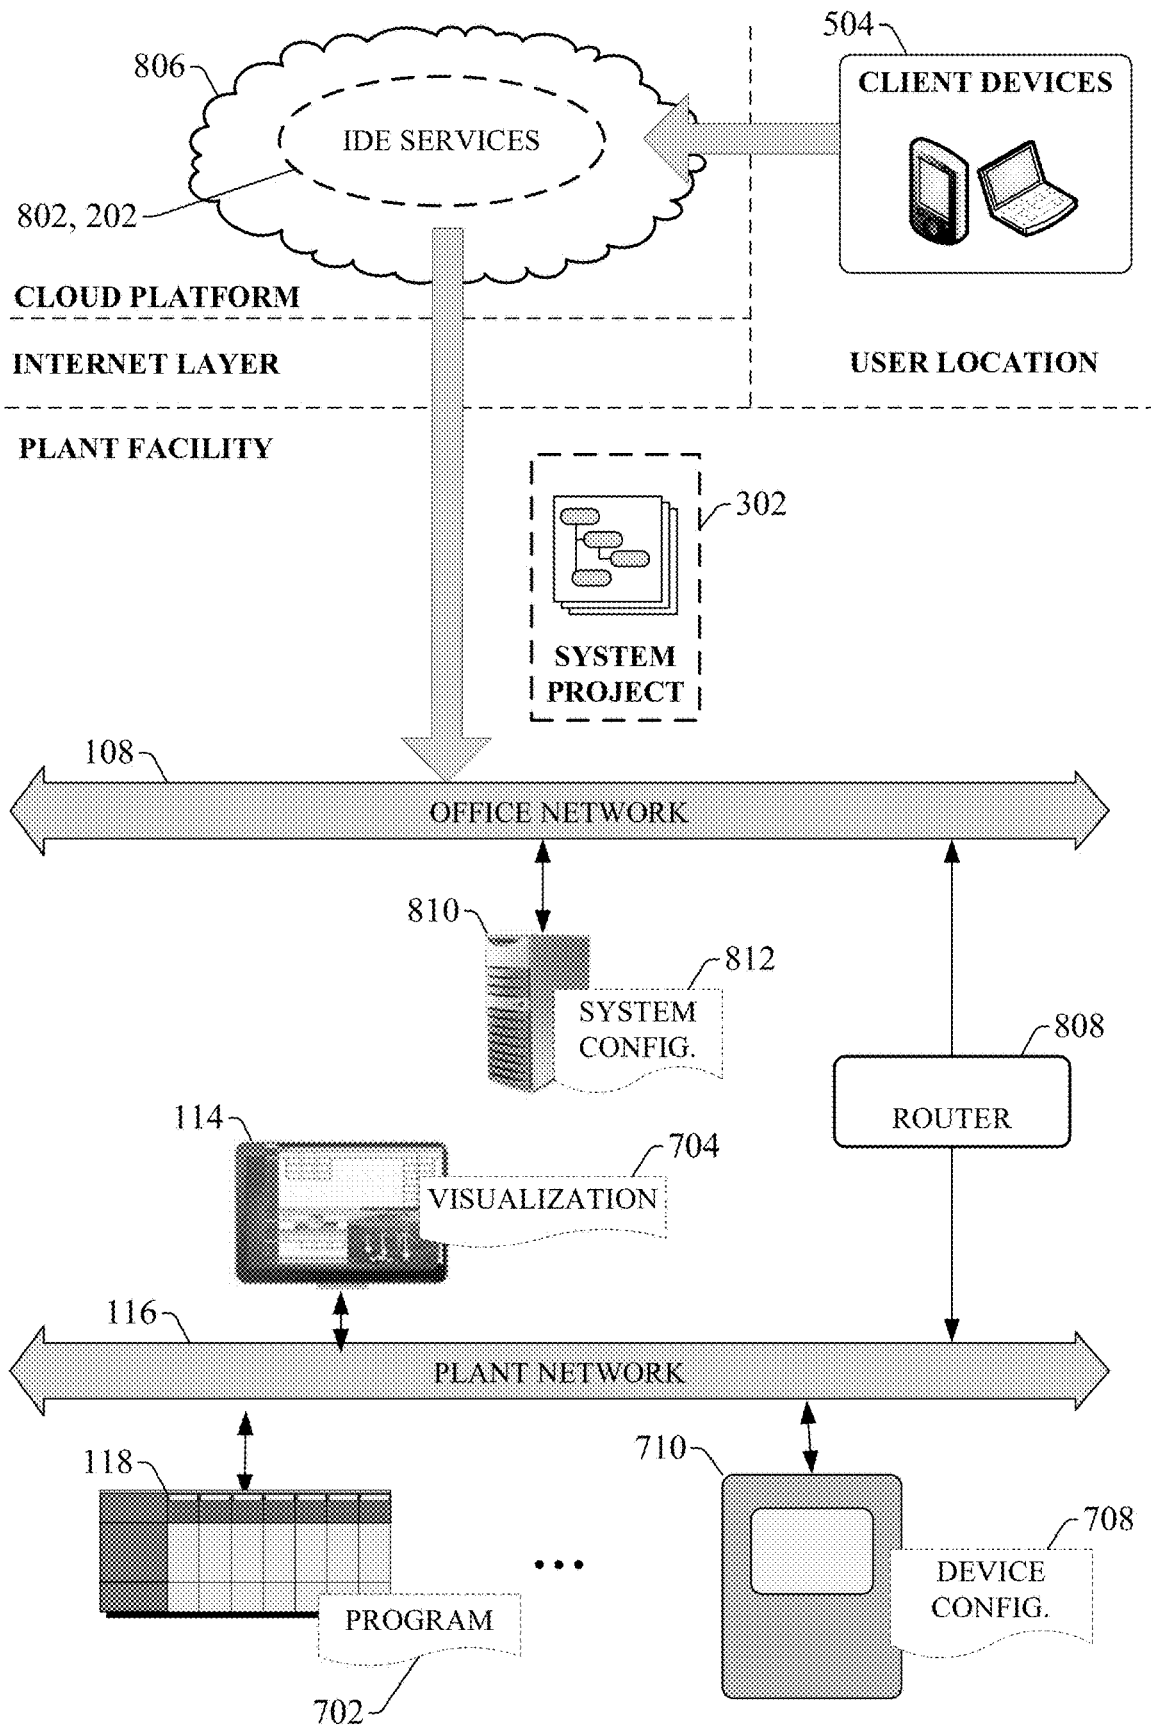 504
806
CLIENT DEVICES
IDE SERVICES
802, 202
CLOUD PLATFORM
INTERNET LAYER
USER LOCATION
PLANT FACILITY
302
SYSTEM
PROJECT
108
OFFICE NETWORK
810
812
SYSTEM
CONFIG.
808
ROUTER
114
704
VISUALIZATION
116
PLANT NETWORK
118
710
708
DEVICE
CONFIG.
...
PROGRAM
702